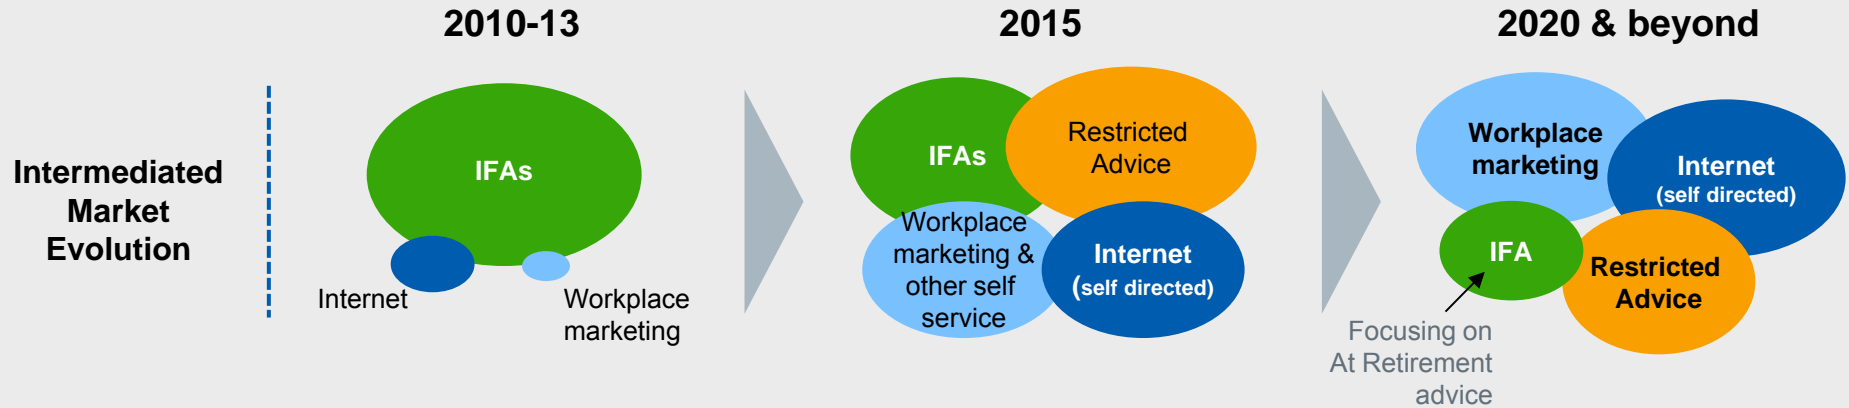 2010-13
2015
2020 & beyond
Intermediated
Market
Evolution
IFAs
Internet
Workplace
marketing
IFAs
Restricted
Advice
Workplace
marketing &
other self
service
Internet
(self directed)
Workplace
marketing
Internet
(self directed)
IFA
Restricted
Advice
Focusing on
At Retirement
advice